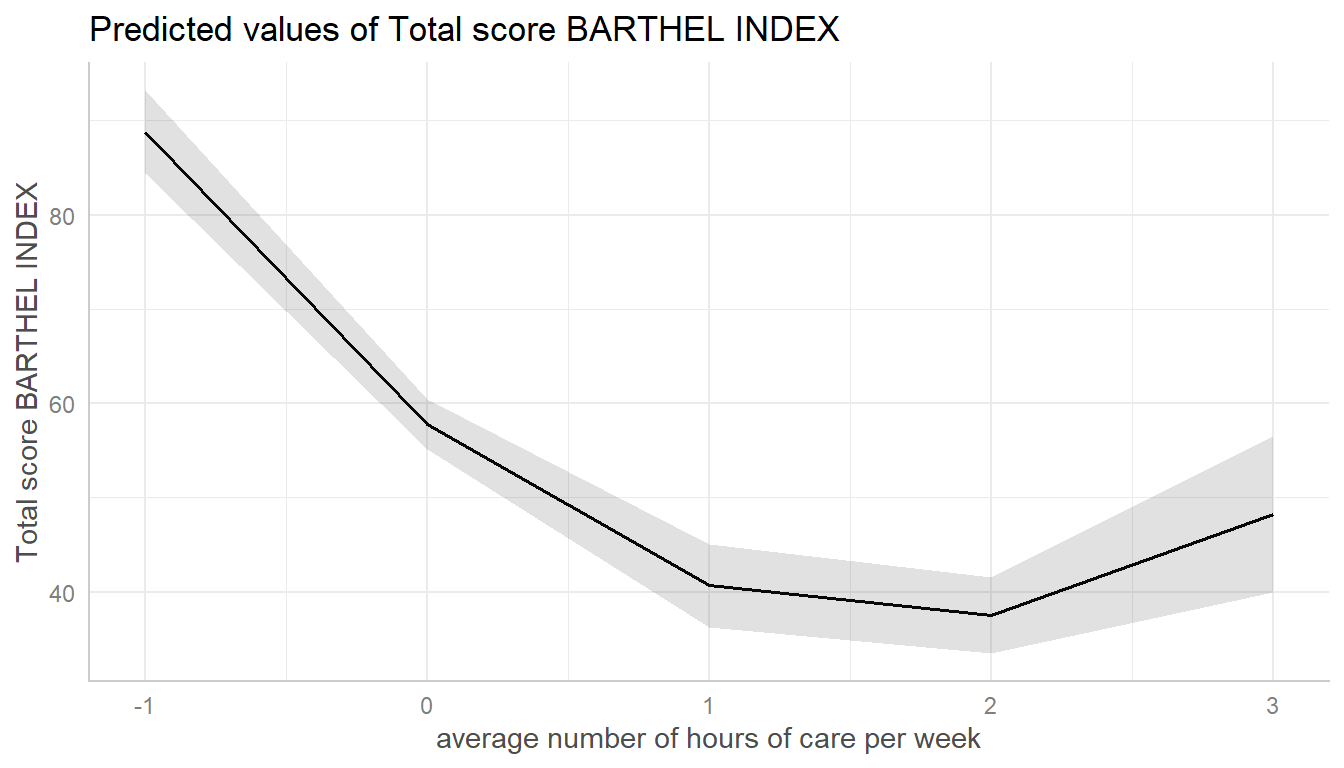 Predicted values of Total score BARTHEL INDEX
Total score BARTHEL INDEX
80
60
40
-1 0 1 2 3
average number of hours of care per week